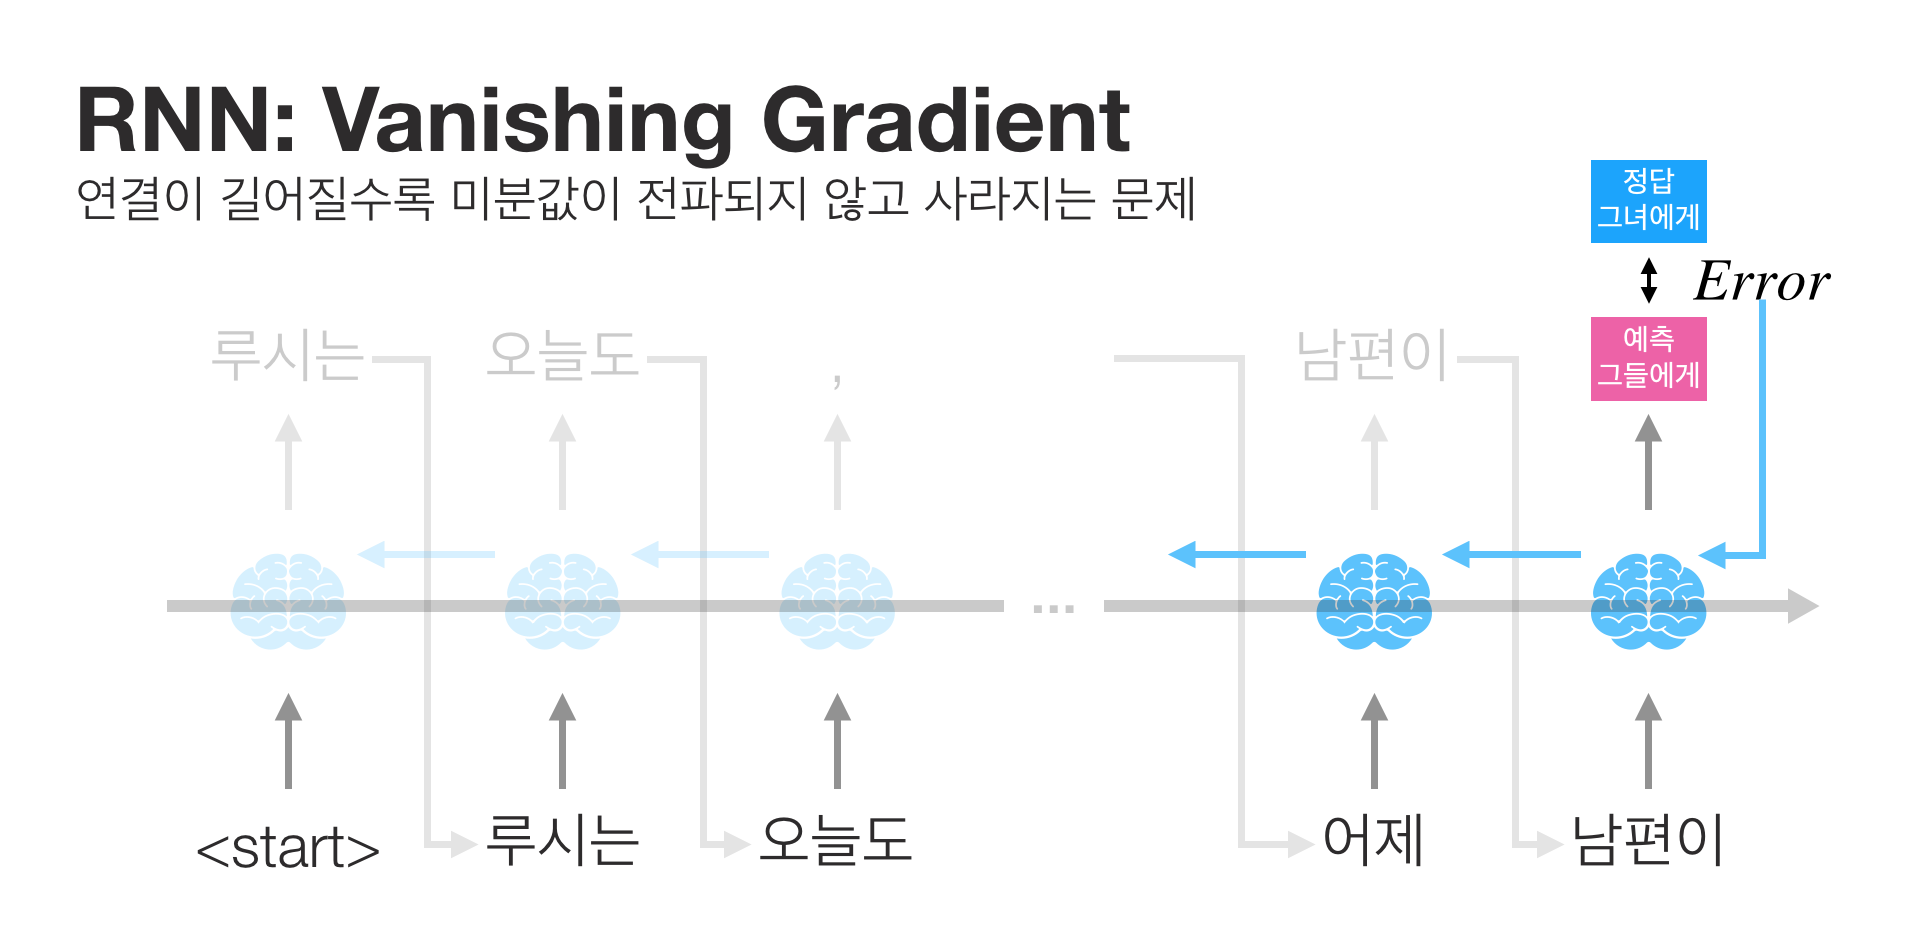 RNN: Vanishing Gradient
연결이 길어질수록 미분값이 전파되지 않고 사라지는 문제
정답
그녀에게
Error
예측
그들에게
루시는 오늘도 , 남편이
...
<start> 루시는 오늘도 어제 남편이